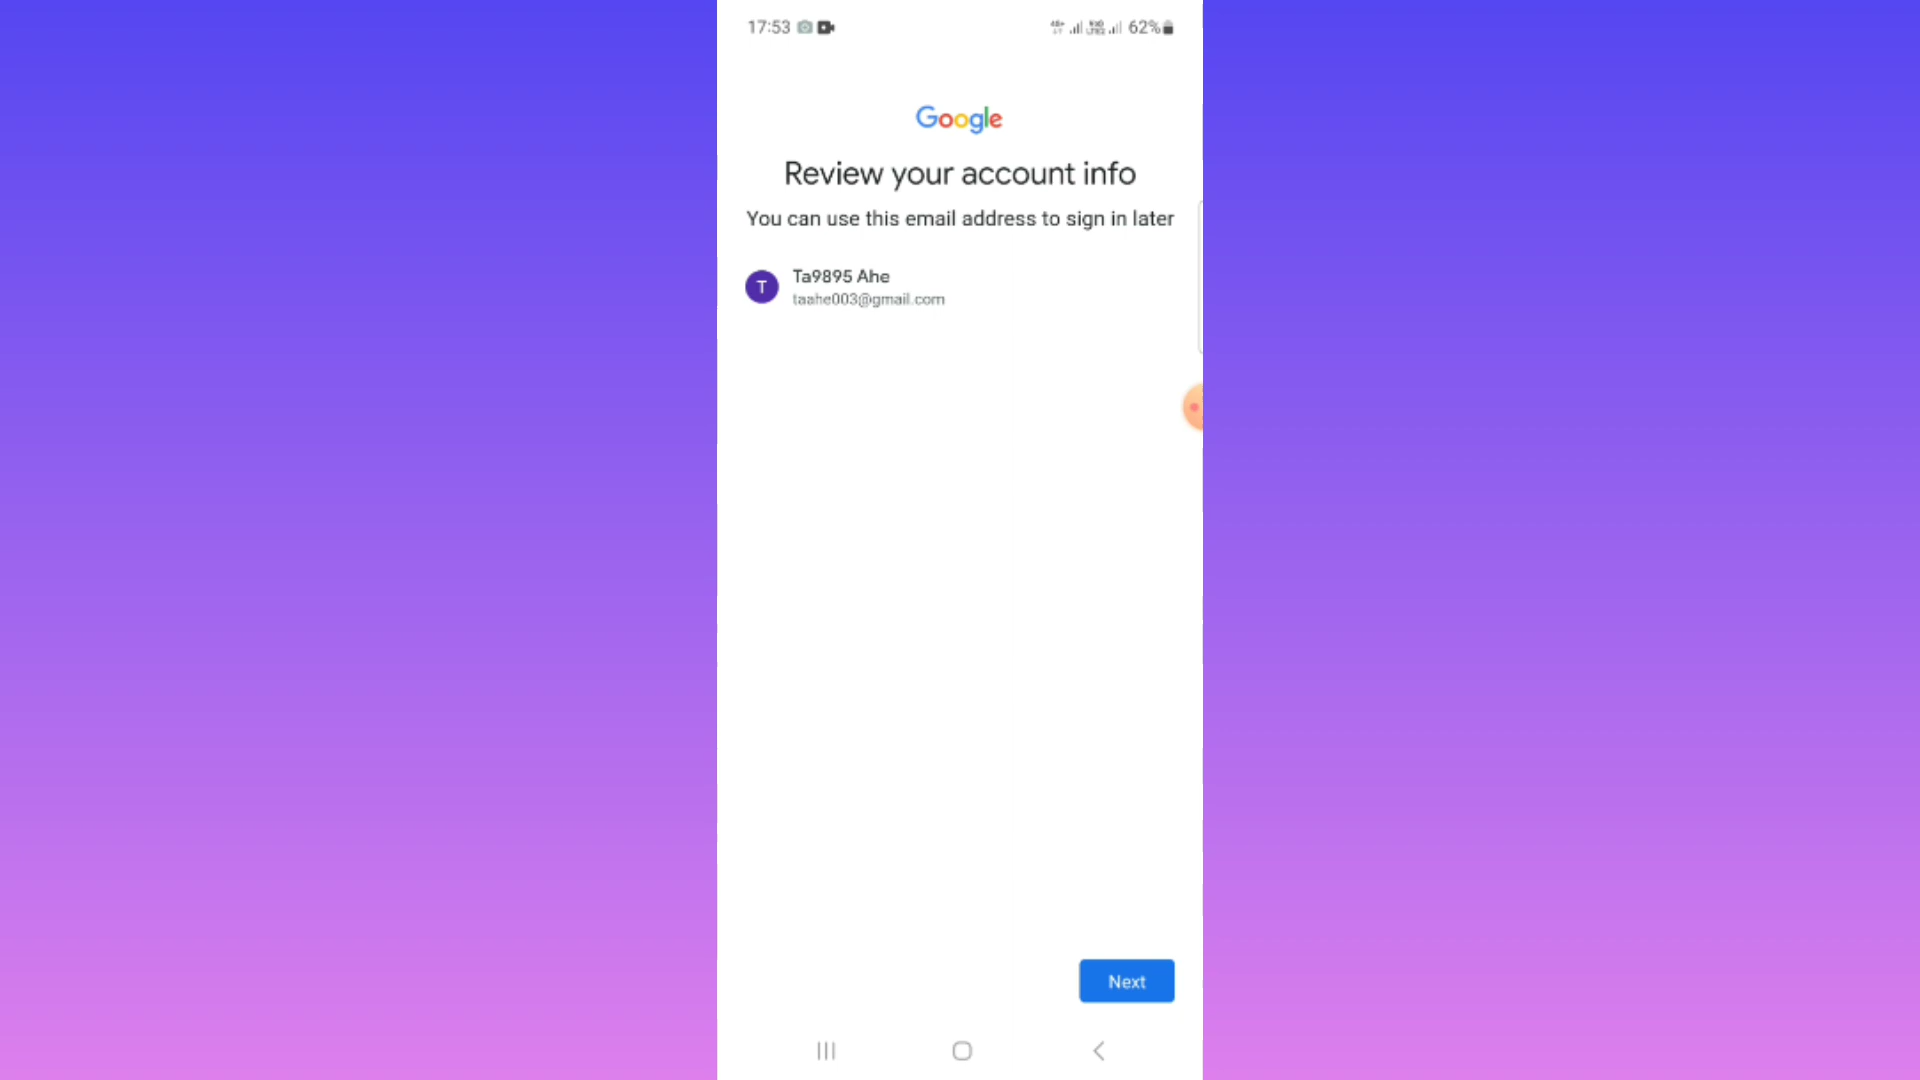 17:53
62%
Google
Review your account info
You can use this email address to sign in later
T
Ta9895 Ahe
taahe003@gmail.com
Next